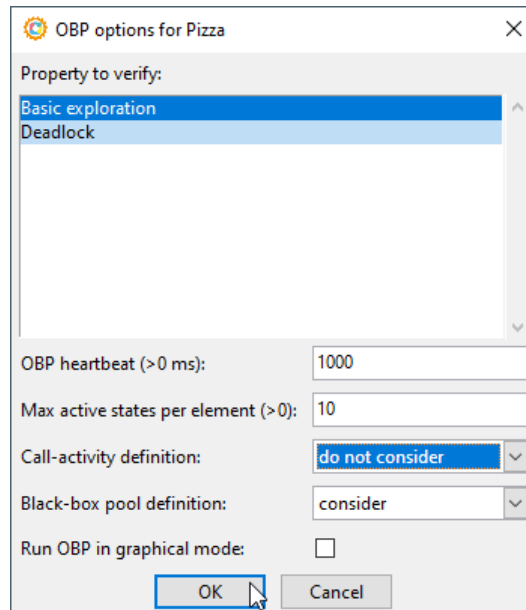 OBP options for Pizza
Property to verify:
Basic exploration
Deadlock
OBP heartbeat (>0 ms): 1000
Max active states per element (>0): 10
Call-activity definition: do not consider
Black-box pool definition: consider
Run OBP in graphical mode:
OK Cancel